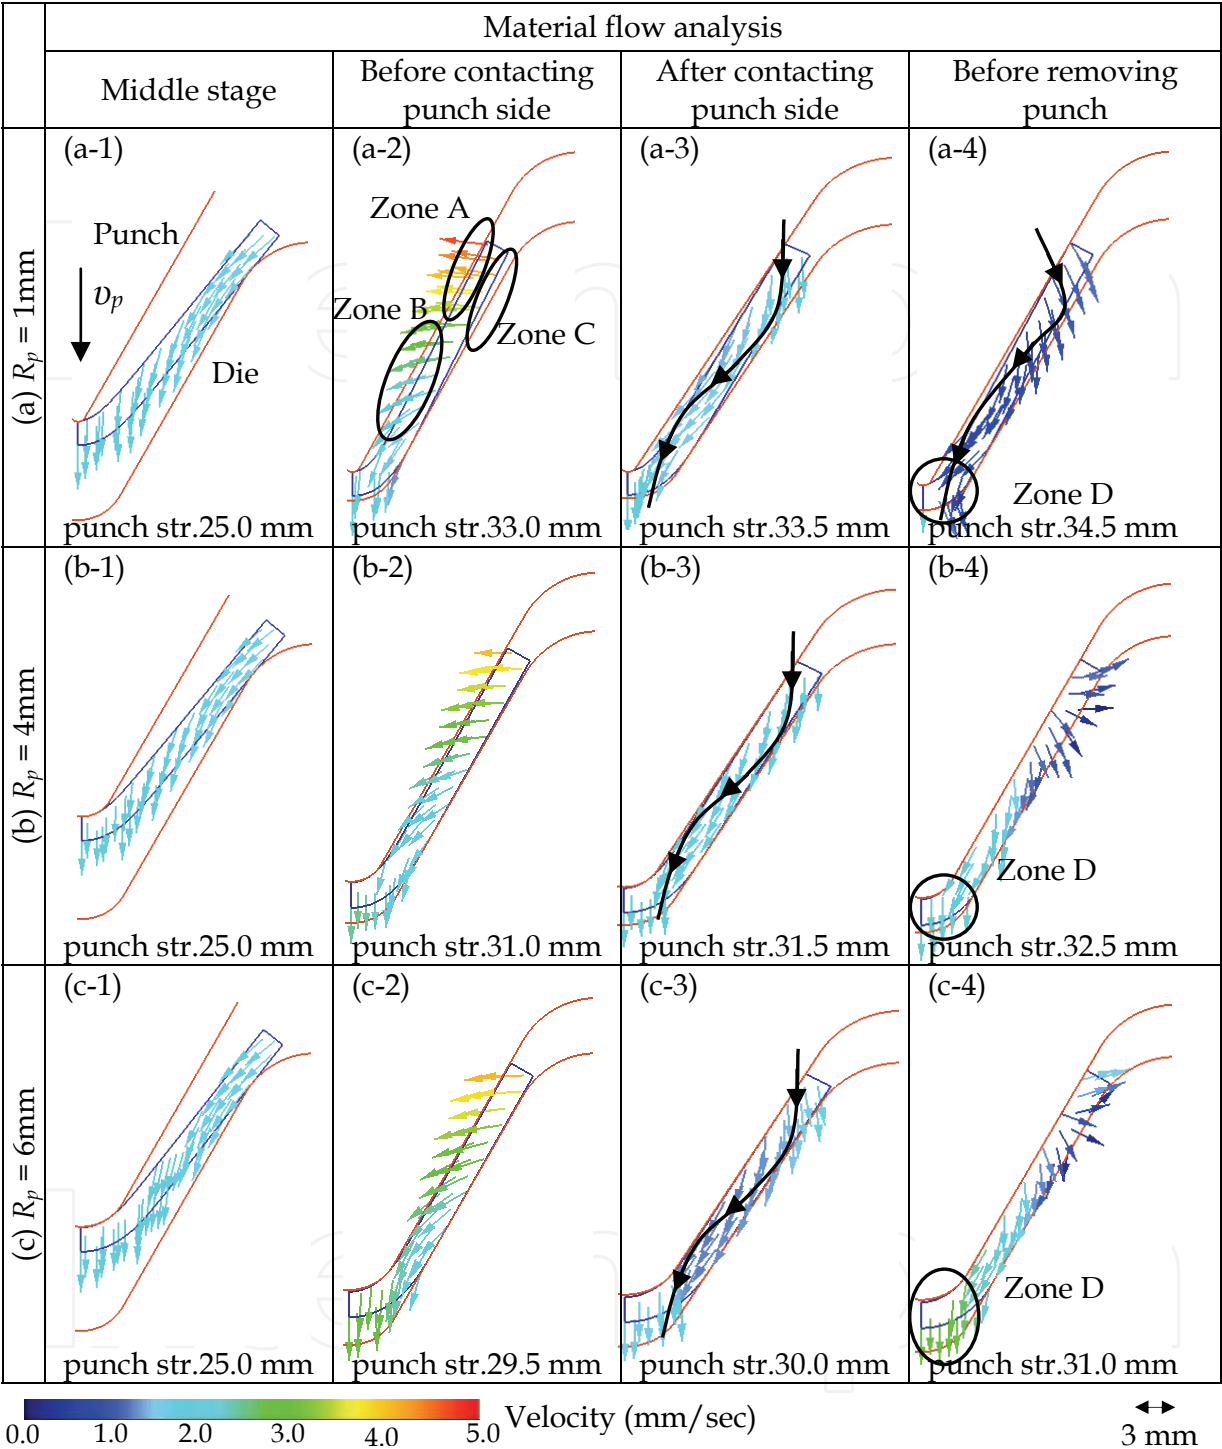 Material flow analysis
Middle stage
Before contacting
punch side
After contacting
punch side
Before removing
punch
(a) Rₚ = 1mm
(a-1)
Punch
υₚ
Die
punch str.25.0 mm
(a-2)
Zone A
Zone B
Zone C
punch str.33.0 mm
(a-3)
punch str.33.5 mm
(a-4)
Zone D
punch str.34.5 mm
(b) Rₚ = 4mm
(b-1)
punch str.25.0 mm
(b-2)
punch str.31.0 mm
(b-3)
punch str.31.5 mm
(b-4)
Zone D
punch str.32.5 mm
(c) Rₚ = 6mm
(c-1)
punch str.25.0 mm
(c-2)
punch str.29.5 mm
(c-3)
punch str.30.0 mm
(c-4)
Zone D
punch str.31.0 mm
0.0 1.0 2.0 3.0 4.0 5.0
Velocity (mm/sec)
3 mm